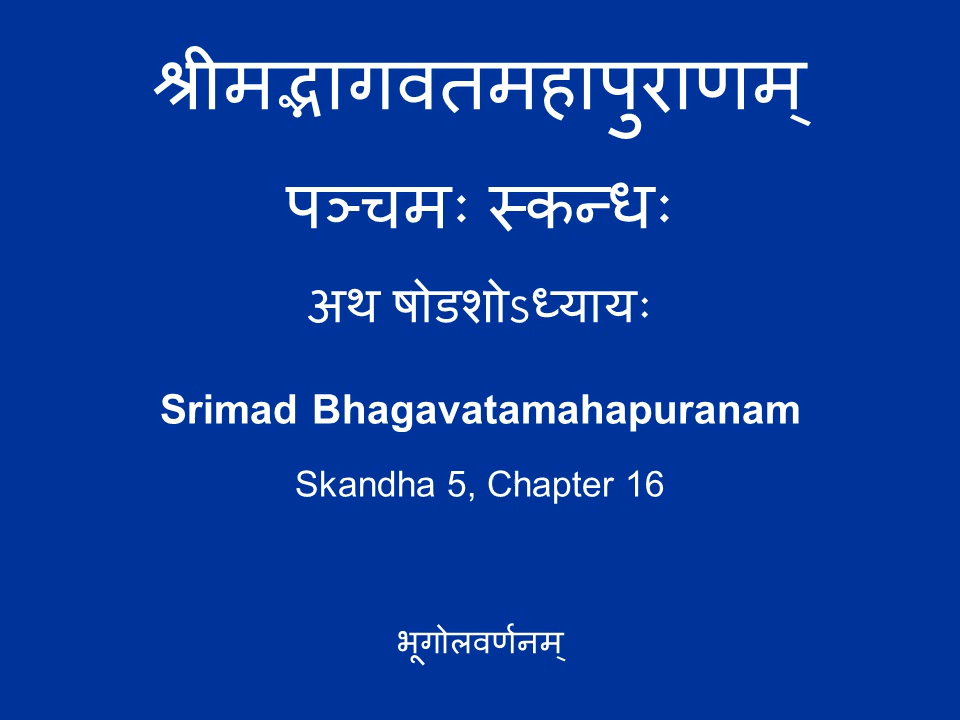 श्रीमद्भागवतमहापुराणम्
पञ्चमः स्कन्धः
अथ षोडशोऽध्यायः
Srimad Bhagavatamahapuranam
Skandha 5, Chapter 16
भूगोलवर्णनम्